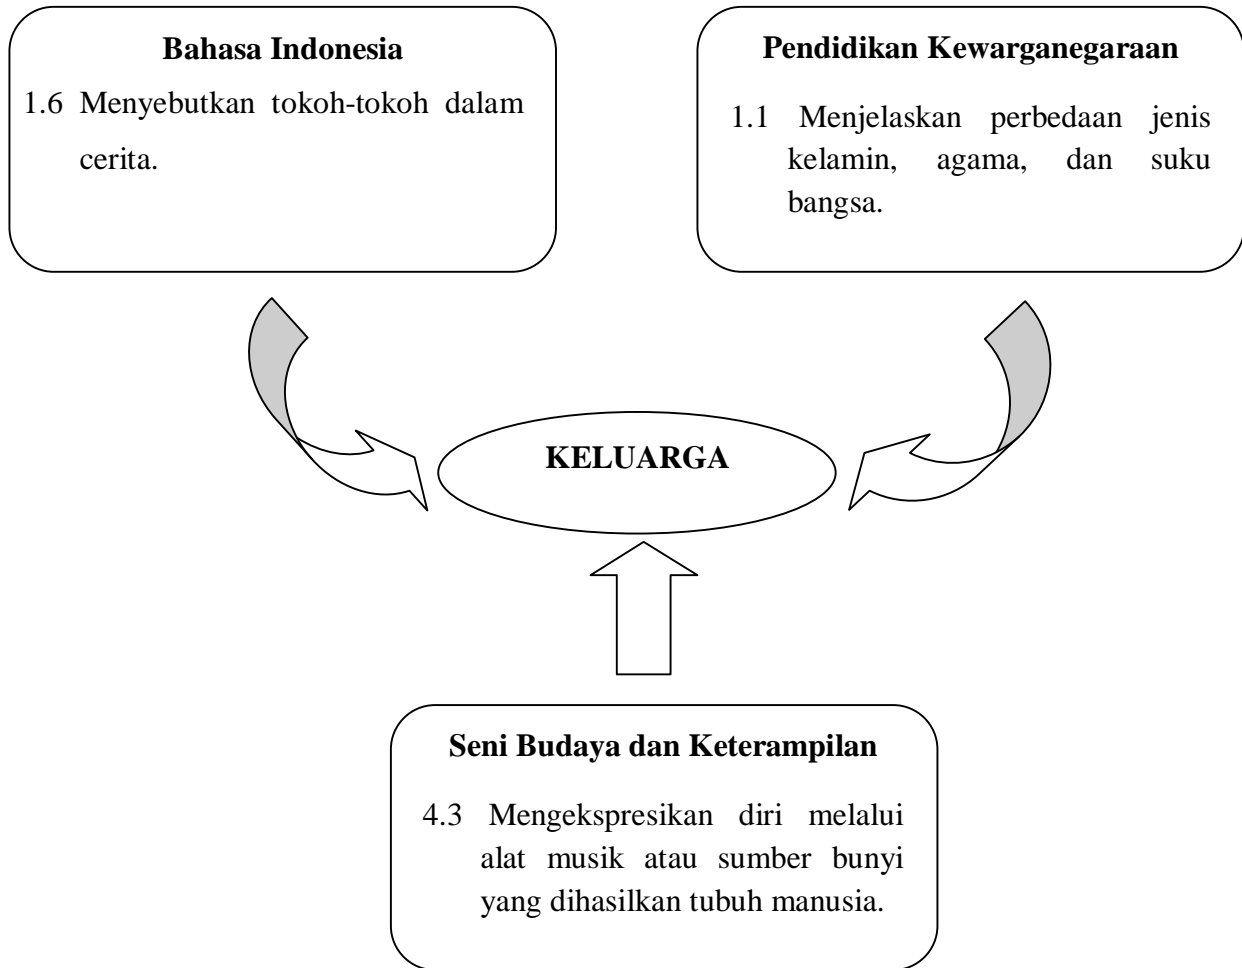 Bahasa Indonesia
1.6 Menyebutkan tokoh-tokoh dalam
cerita.
Pendidikan Kewarganegaraan
1.1 Menjelaskan perbedaan jenis
kelamin, agama, dan suku
bangsa.
KELUARGA
Seni Budaya dan Keterampilan
4.3 Mengekspresikan diri melalui
alat musik atau sumber bunyi
yang dihasilkan tubuh manusia.